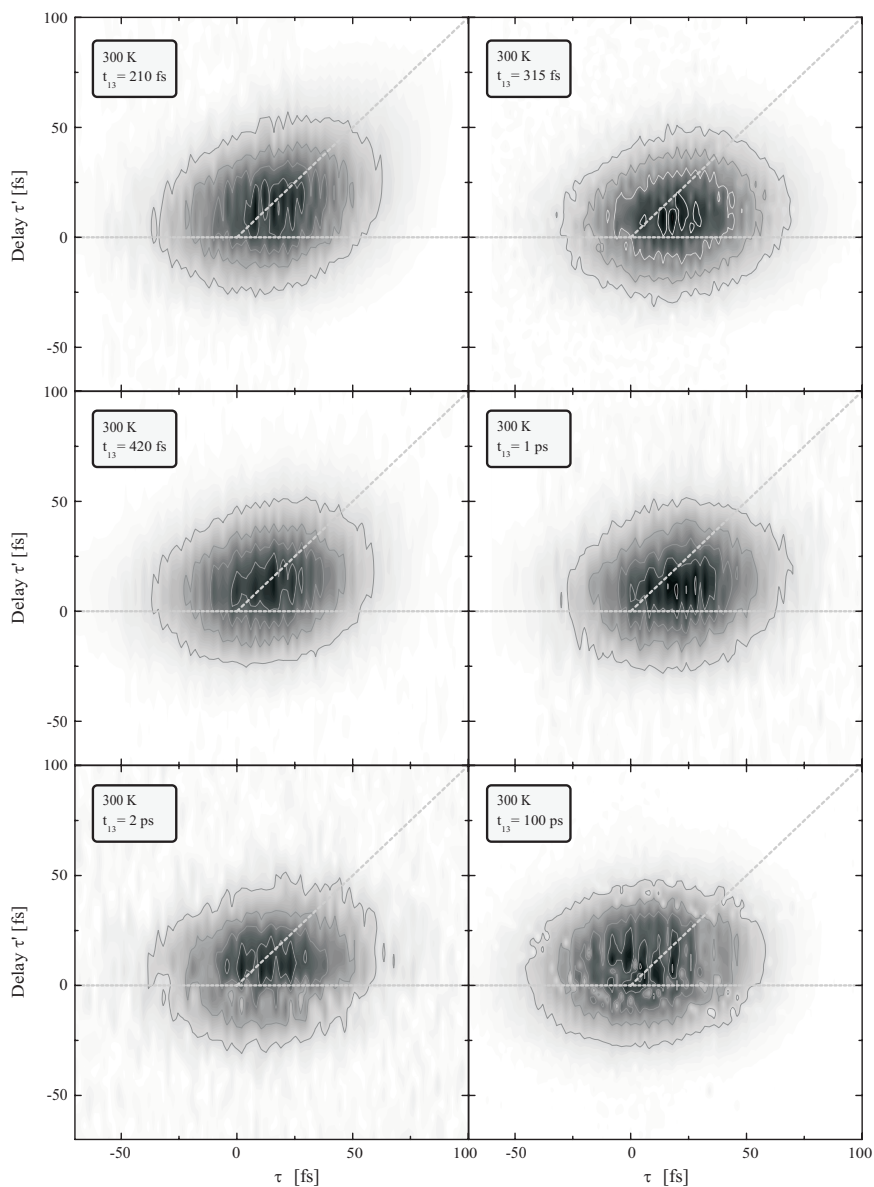 100
50
0
-50
Delay τ' [fs]
300 K
t₁₃= 210 fs
300 K
t₁₃= 315 fs
100
50
0
-50
Delay τ' [fs]
300 K
t₁₃= 420 fs
300 K
t₁₃= 1 ps
100
50
0
-50
Delay τ' [fs]
300 K
t₁₃= 2 ps
300 K
t₁₃= 100 ps
-50 0 50 100 -50 0 50 100
τ [fs] τ [fs]